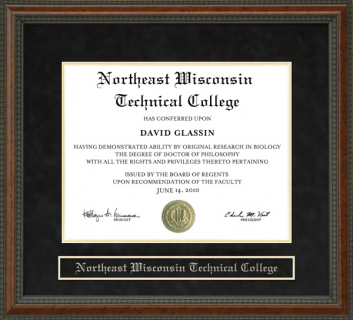 Northeast Wisconsin
Technical College
HAS CONFERRED UPON
DAVID GLASSIN
HAVING DEMONSTRATED ABILITY BY ORIGINAL RESEARCH IN BIOLOGY
THE DEGREE OF DOCTOR OF PHILOSOPHY
WITH ALL THE RIGHTS AND PRIVILEGES THERETO PERTAINING
ISSUED BY THE BOARD OF REGENTS
UPON RECOMMENDATION OF THE FACULTY
JUNE 14, 2010
PROVOST
PRESIDENT
Northeast Wisconsin Technical College